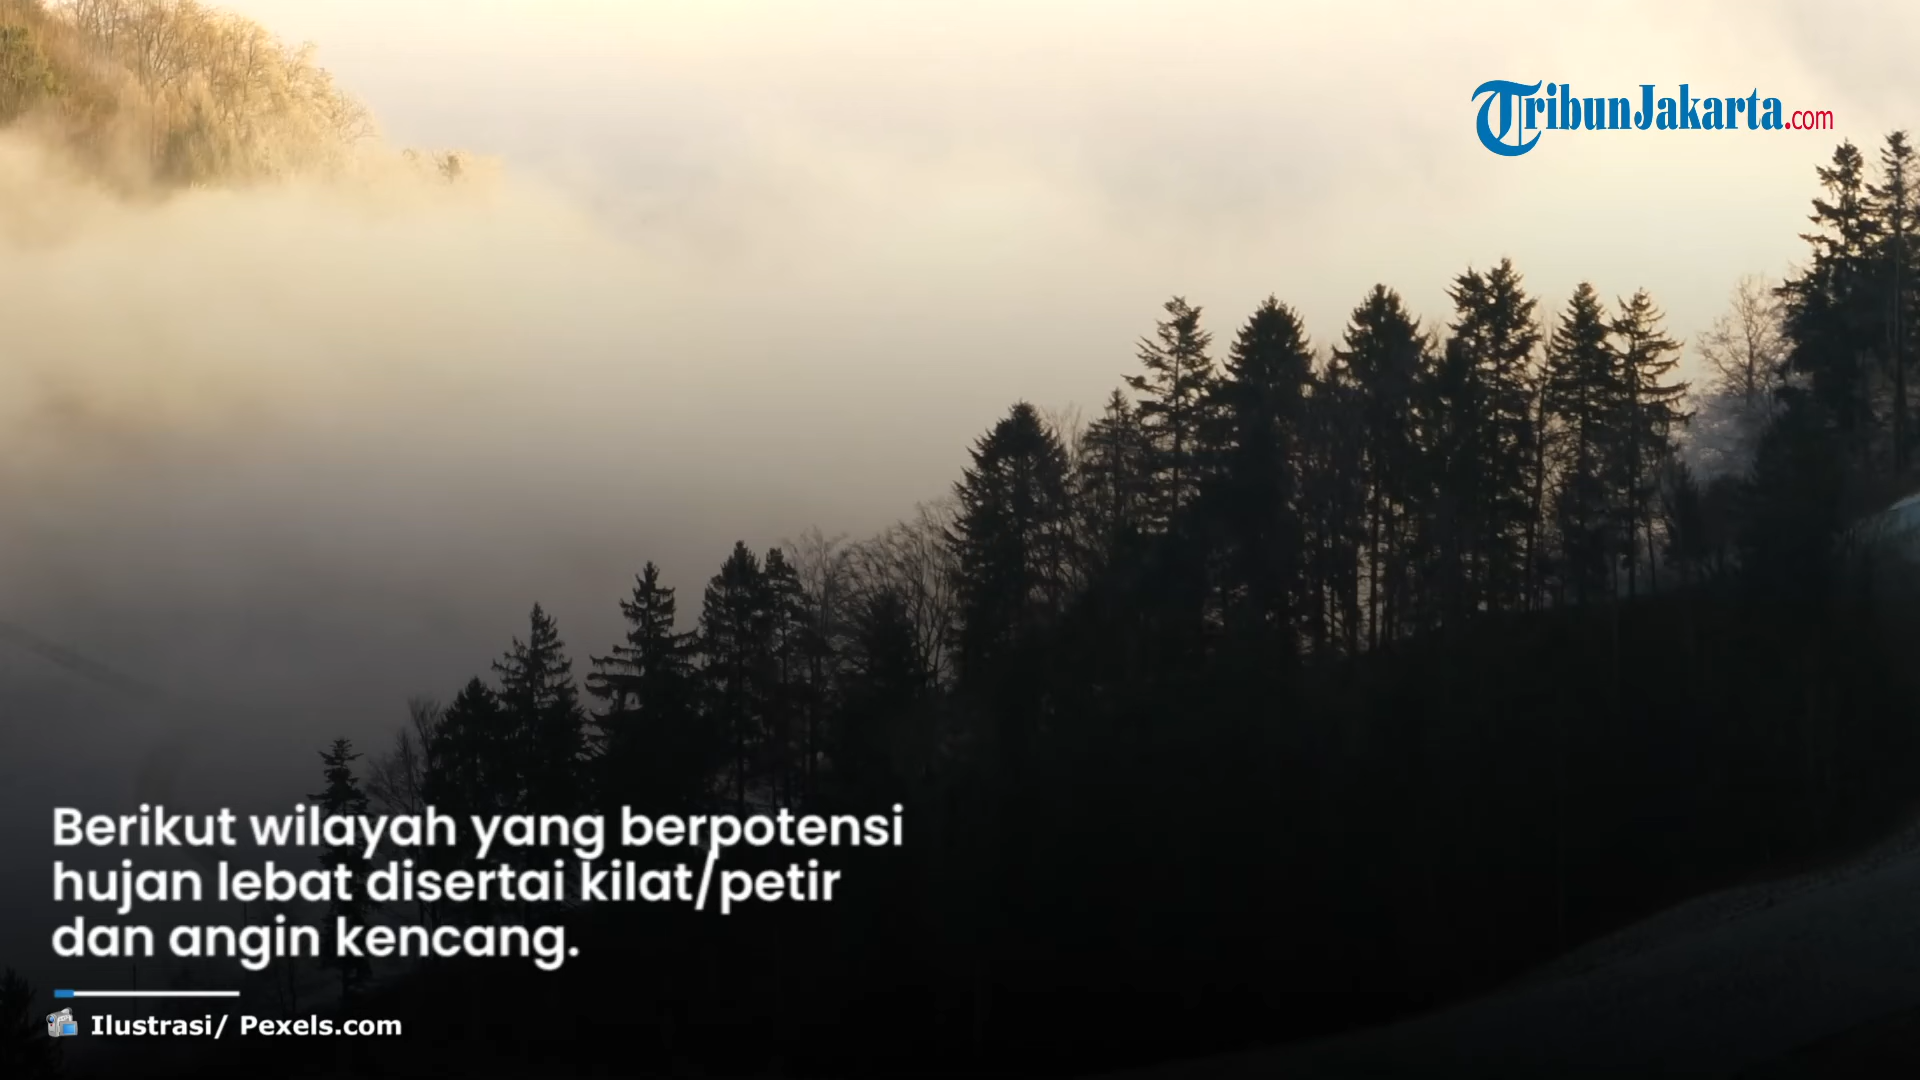 TribunJakarta.com
Berikut wilayah yang berpotensi
hujan lebat disertai kilat/petir
dan angin kencang.
Ilustrasi/ Pexels.com